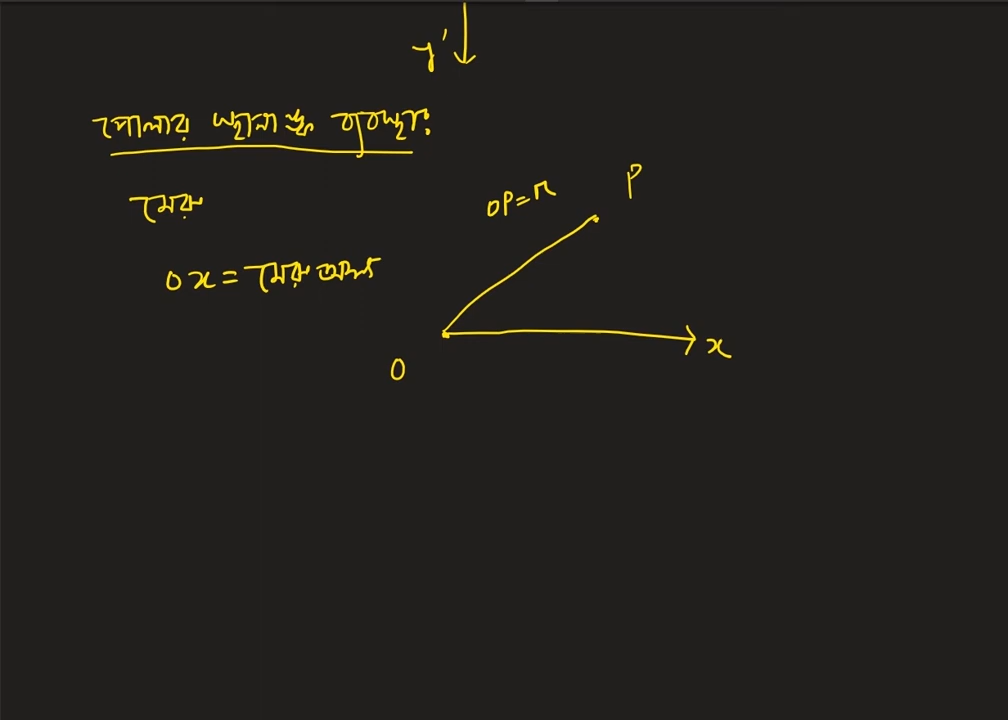 y'
পোলার স্থানাঙ্ক ব্যবস্থা:
মেরু
OP=r
P
ox = মেরুঅক্ষ
x
O